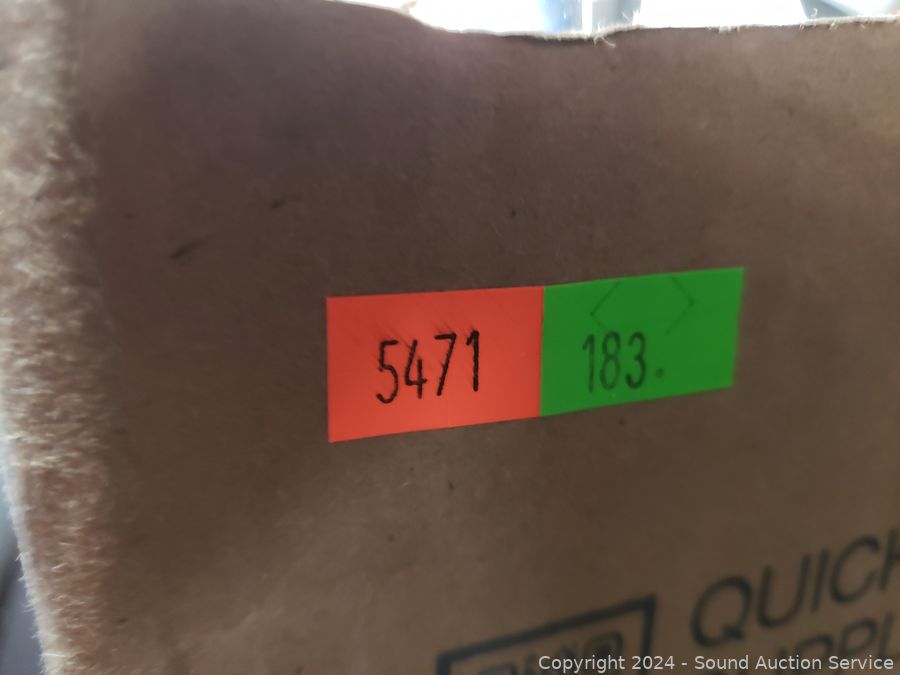 5471
183.
QUICK
Copyright 2024 - Sound Auction Service